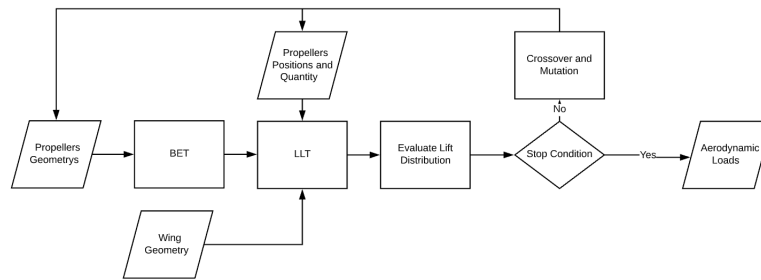 Propellers
Positions and
Quantity
Crossover and
Mutation
No
Propellers
Geometrys
BET
LLT
Evaluate Lift
Distribution
Stop Condition
Yes
Aerodynamic
Loads
Wing
Geometry